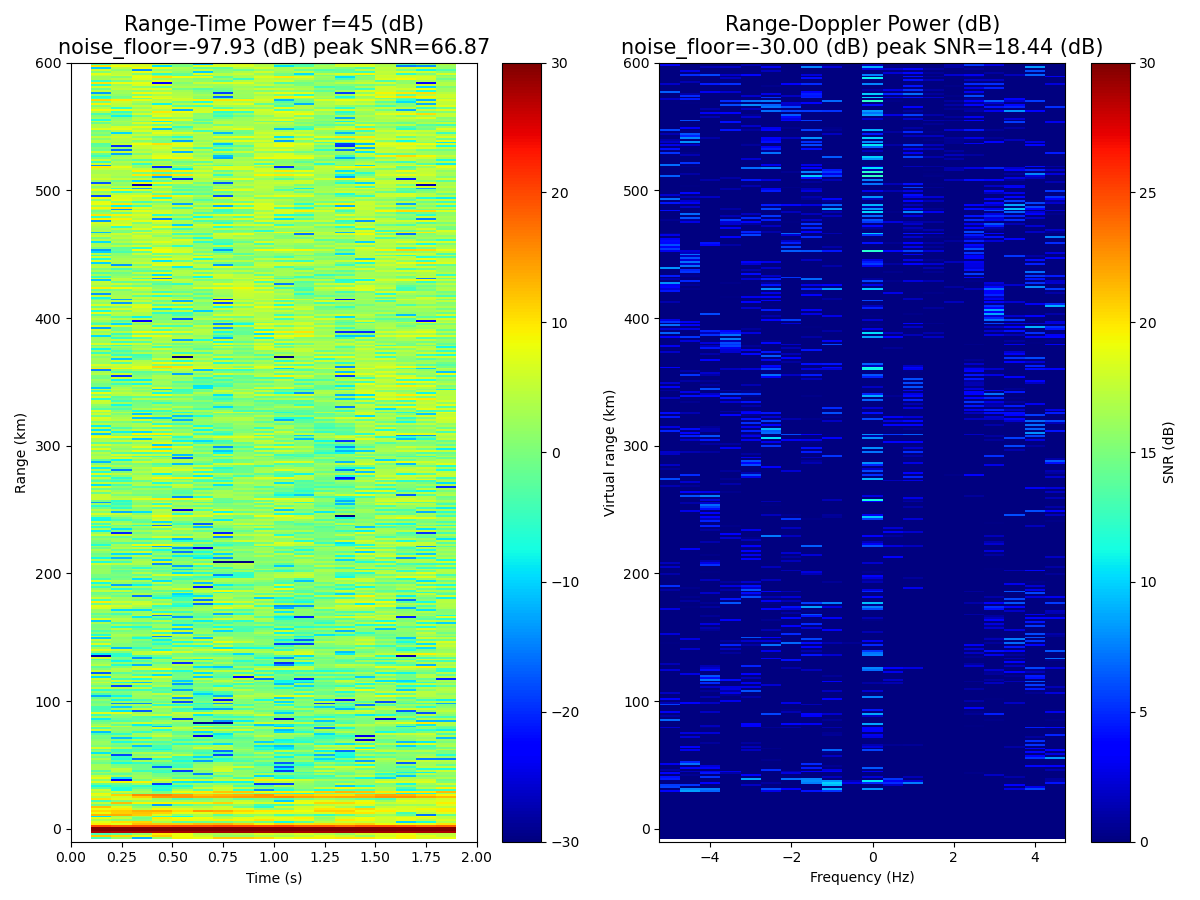 Range-Time Power f=45 (dB)
noise_floor=-97.93 (dB) peak SNR=66.87
Range (km)
600
500
400
300
200
100
0
0.00 0.25 0.50 0.75 1.00 1.25 1.50 1.75 2.00
Time (s)
30
20
10
0
−10
−20
−30
Range-Doppler Power (dB)
noise_floor=-30.00 (dB) peak SNR=18.44 (dB)
Virtual range (km)
600
500
400
300
200
100
0
−4 −2 0 2 4
Frequency (Hz)
30
25
20
15
10
5
0
SNR (dB)